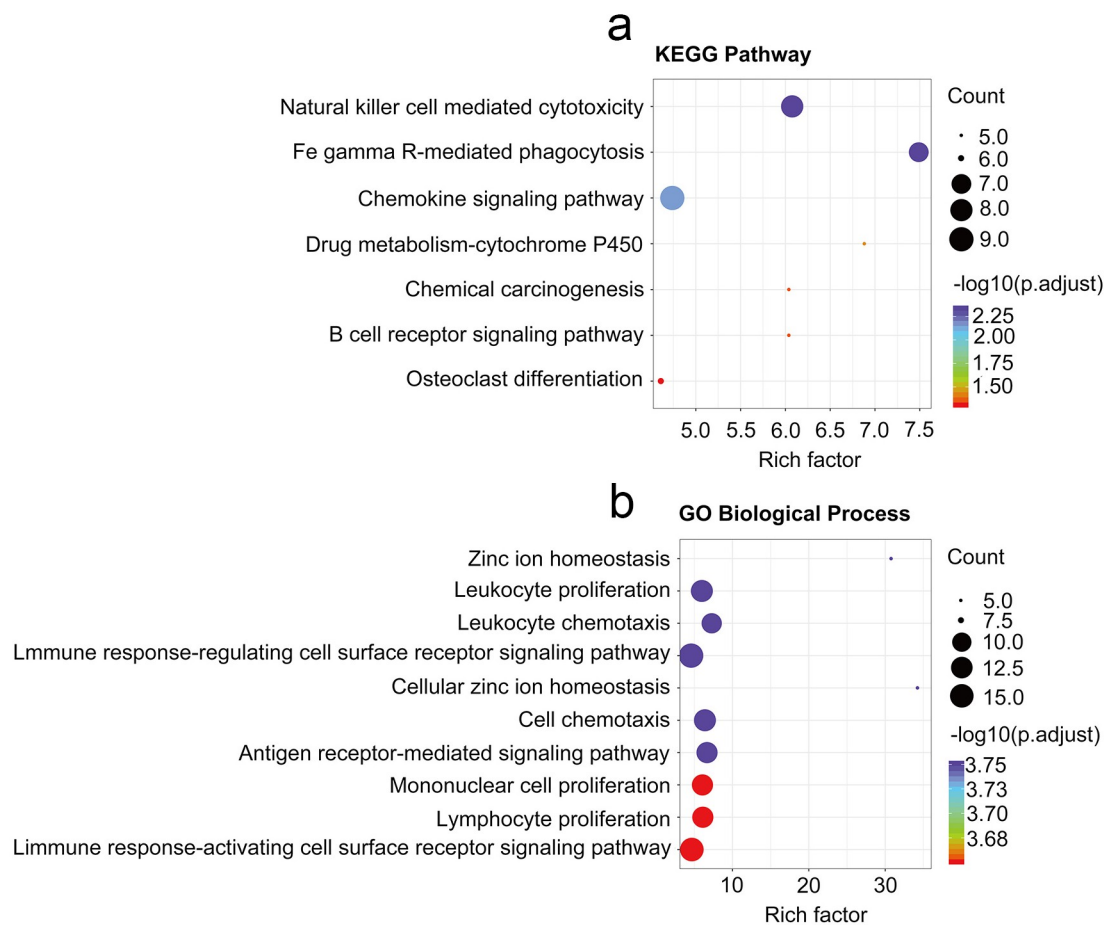 a
KEGG Pathway
Natural killer cell mediated cytotoxicity
Fe gamma R-mediated phagocytosis
Chemokine signaling pathway
Drug metabolism-cytochrome P450
Chemical carcinogenesis
B cell receptor signaling pathway
Osteoclast differentiation
5.0 5.5 6.0 6.5 7.0 7.5
Rich factor
Count
5.0
6.0
7.0
8.0
9.0
-log10(p.adjust)
2.25
2.00
1.75
1.50
b
GO Biological Process
Zinc ion homeostasis
Leukocyte proliferation
Leukocyte chemotaxis
Lmmune response-regulating cell surface receptor signaling pathway
Cellular zinc ion homeostasis
Cell chemotaxis
Antigen receptor-mediated signaling pathway
Mononuclear cell proliferation
Lymphocyte proliferation
Limmune response-activating cell surface receptor signaling pathway
10 20 30
Rich factor
Count
5.0
7.5
10.0
12.5
15.0
-log10(p.adjust)
3.75
3.73
3.70
3.68